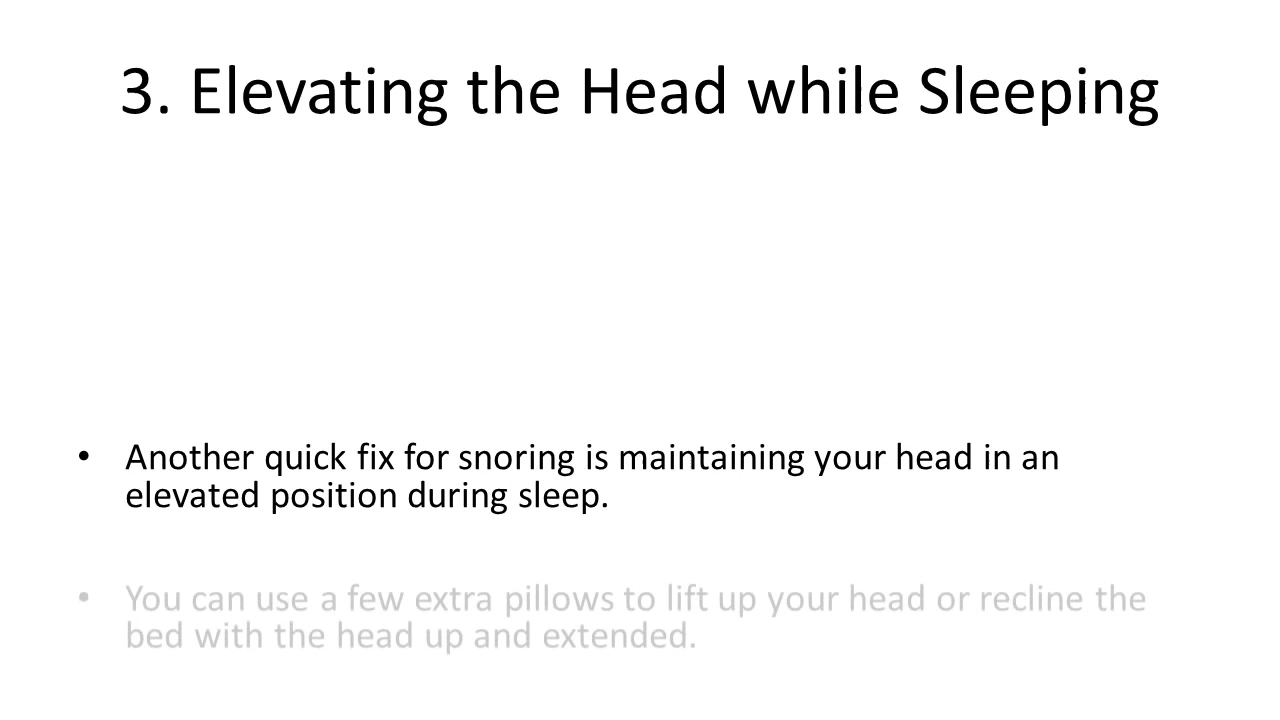 3. Elevating the Head while Sleeping
• Another quick fix for snoring is maintaining your head in an
elevated position during sleep.
• You can use a few extra pillows to lift up your head or recline the
bed with the head up and extended.